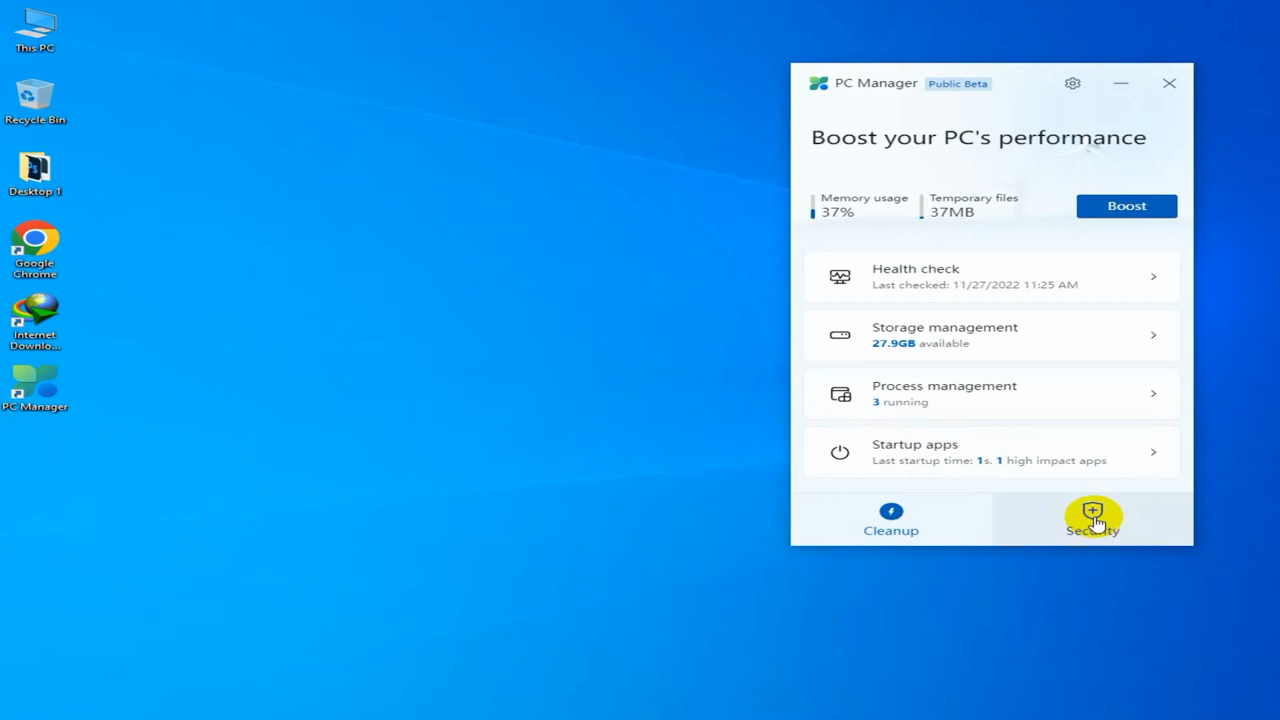 This PC
Recycle Bin
Desktop 1
Google
Chrome
Internet
Downlo...
PC Manager
PC Manager Public Beta
Boost your PC's performance
Memory usage
37%
Temporary files
37MB
Boost
Health check
Last checked: 11/27/2022 11:25 AM
Storage management
27.9GB available
Process management
3 running
Startup apps
Last startup time: 1s. 1 high impact apps
Cleanup
Security